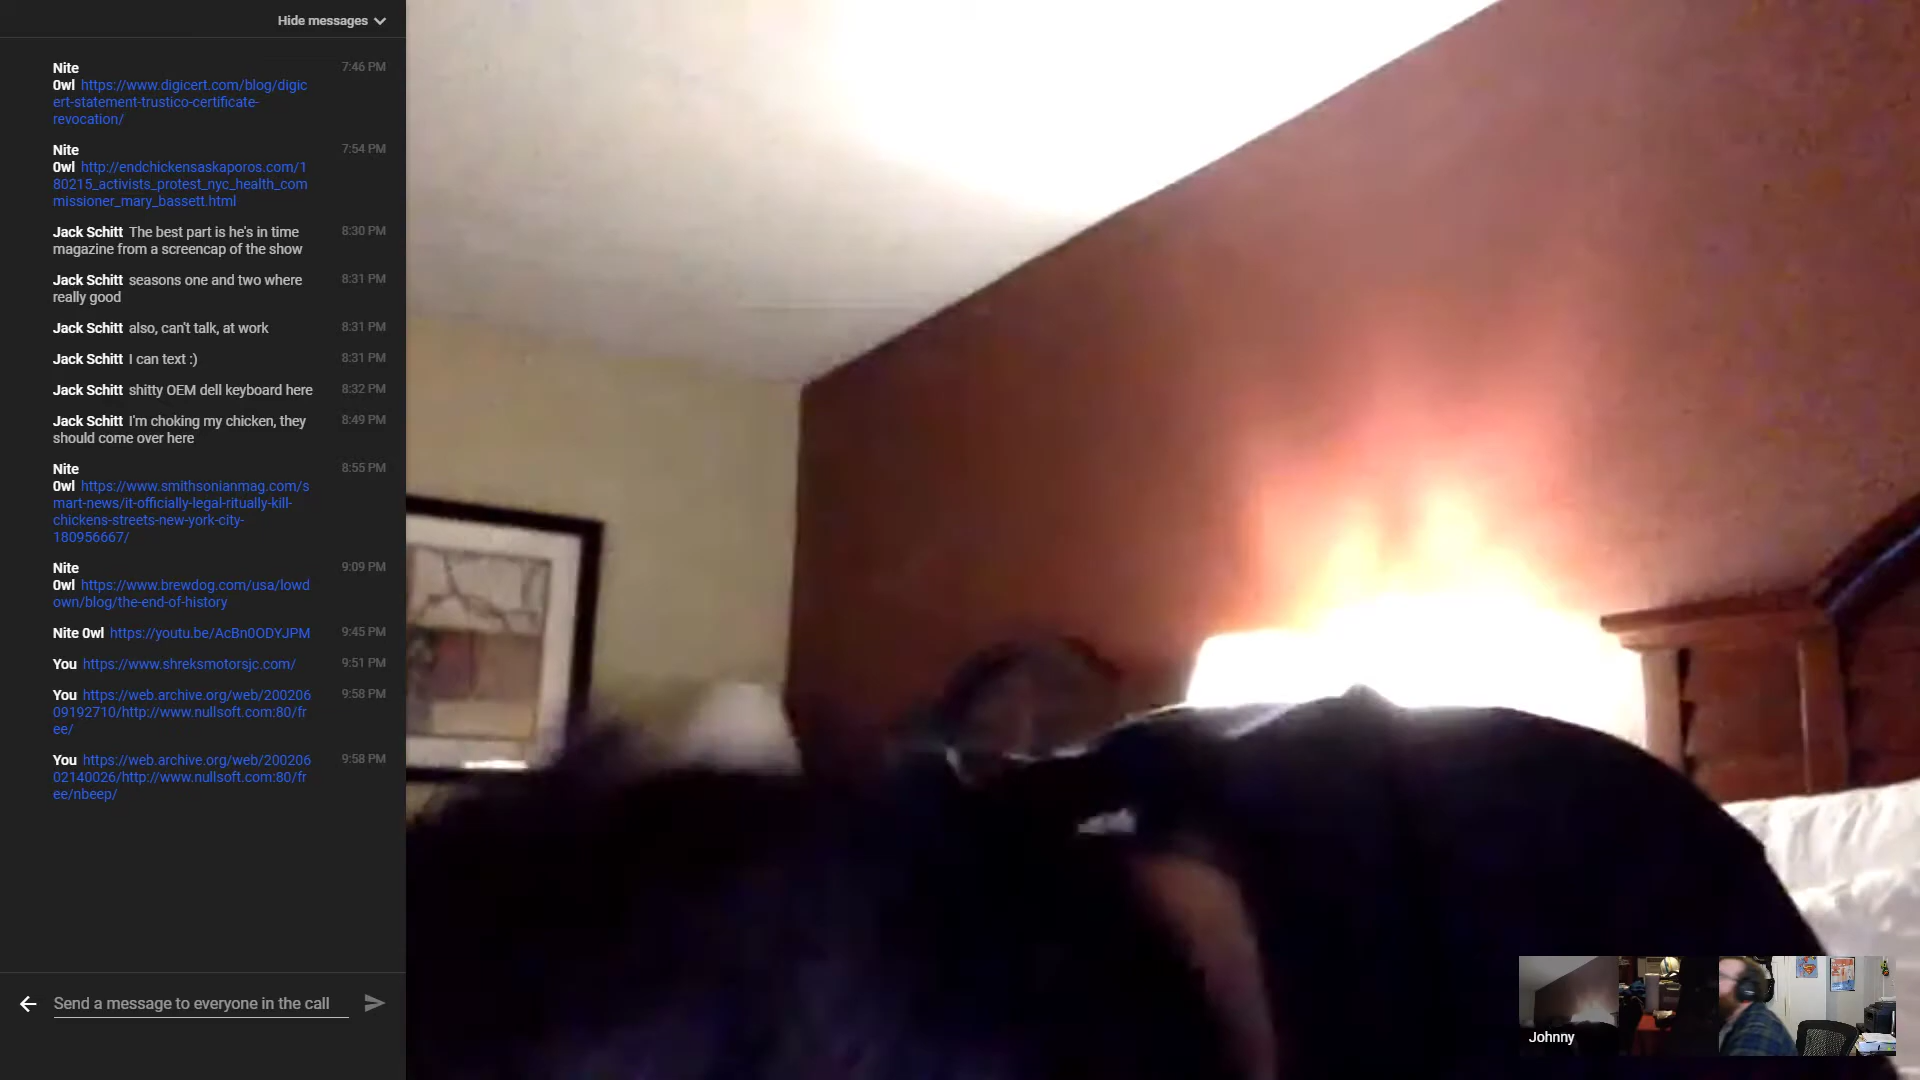 Hide messages
Nite 7:46 PM
0wl https://www.digicert.com/blog/digic
ert-statement-trustico-certificate-
revocation/
Nite 7:54 PM
0wl http://endchickensaskaporos.com/1
80215_activists_protest_nyc_health_com
missioner_mary_bassett.html
Jack Schitt The best part is he's in time 8:30 PM
magazine from a screencap of the show
Jack Schitt seasons one and two where 8:31 PM
really good
Jack Schitt also, can't talk, at work 8:31 PM
Jack Schitt I can text :) 8:31 PM
Jack Schitt shitty OEM dell keyboard here 8:32 PM
Jack Schitt I'm choking my chicken, they 8:49 PM
should come over here
Nite 8:55 PM
0wl https://www.smithsonianmag.com/s
mart-news/it-officially-legal-ritually-kill-
chickens-streets-new-york-city-
180956667/
Nite 9:09 PM
0wl https://www.brewdog.com/usa/lowd
own/blog/the-end-of-history
Nite 0wl https://youtu.be/AcBn0ODYJPM 9:45 PM
You https://www.shreksmotorsjc.com/ 9:51 PM
You https://web.archive.org/web/200206 9:58 PM
09192710/http://www.nullsoft.com:80/fr
ee/
You https://web.archive.org/web/200206 9:58 PM
02140026/http://www.nullsoft.com:80/fr
ee/nbeep/
Send a message to everyone in the call
Johnny